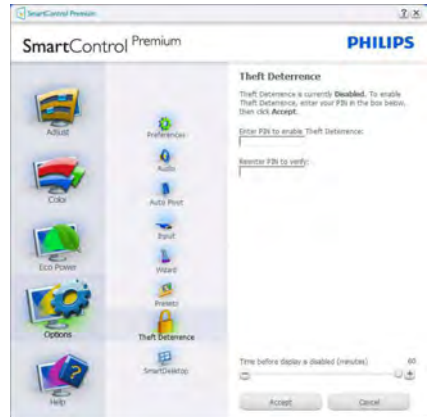 SmartControl Premium
? X
SmartControl Premium
PHILIPS
Adjust
Color
Eco Power
Options
Help
Preferences
Audio
Auto Pivot
Input
Wizard
Presets
Theft Deterrence
SmartDesktop
Theft Deterrence
Theft Deterrence is currently Disabled. To enable
Theft Deterrence, enter your PIN in the box below,
then click Accept.
Enter PIN to enable Theft Deterrence:
Reenter PIN to verify:
Time before display is disabled (minutes) 60
Accept
Cancel